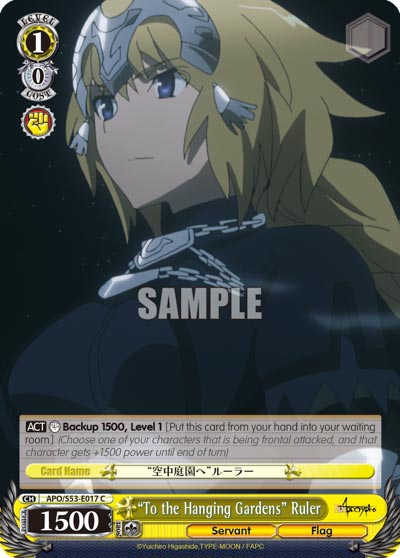 LEVEL
1
0
COST
SAMPLE
ACT Backup 1500, Level 1 [Put this card from your hand into your waiting
room] (Choose one of your characters that is being frontal attacked, and that
character gets +1500 power until end of turn)
Card Name
“空中庭園へ”ルーラー
CH APO/S53-E017 C
1500
“To the Hanging Gardens” Ruler
Apocrypha
Servant
Flag
©Yuichiro Higashide,TYPE-MOON / FAPC